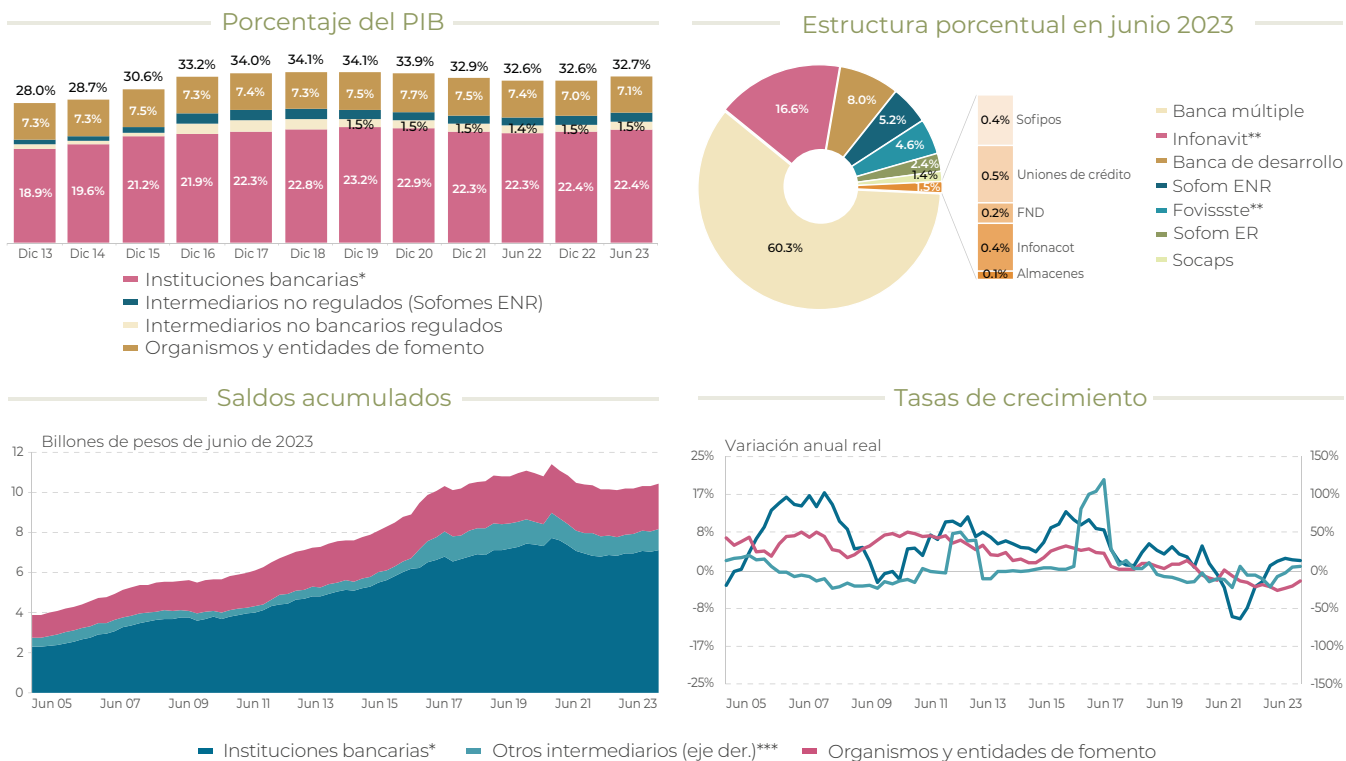 Porcentaje del PIB
28.0% 28.7% 30.6% 33.2% 34.0% 34.1% 34.1% 33.9% 32.9% 32.6% 32.6% 32.7%
7.3% 7.3% 7.5% 7.3% 7.4% 7.3% 7.5% 7.7% 7.5% 7.4% 7.0% 7.1%
1.5% 1.5% 1.5% 1.4% 1.5% 1.5%
18.9% 19.6% 21.2% 21.9% 22.3% 22.8% 23.2% 22.9% 22.3% 22.3% 22.4% 22.4%
Dic 13 Dic 14 Dic 15 Dic 16 Dic 17 Dic 18 Dic 19 Dic 20 Dic 21 Jun 22 Dic 22 Jun 23
Instituciones bancarias*
Intermediarios no regulados (Sofomes ENR)
Intermediarios no bancarios regulados
Organismos y entidades de fomento
Estructura porcentual en junio 2023
16.6%
8.0%
5.2%
4.6%
2.4%
1.4%
1.5%
60.3%
0.4% Sofipos
0.5% Uniones de crédito
0.2% FND
0.4% Infonacot
0.1% Almacenes
Banca múltiple
Infonavit**
Banca de desarrollo
Sofom ENR
Fovissste**
Sofom ER
Socaps
Saldos acumulados
Billones de pesos de junio de 2023
12
10
8
6
4
2
0
Jun 05 Jun 07 Jun 09 Jun 11 Jun 13 Jun 15 Jun 17 Jun 19 Jun 21 Jun 23
Tasas de crecimiento
Variación anual real
25% 150%
17% 100%
8% 50%
0% 0%
-8% -50%
-17% -100%
-25% -150%
Jun 05 Jun 07 Jun 09 Jun 11 Jun 13 Jun 15 Jun 17 Jun 19 Jun 21 Jun 23
Instituciones bancarias* Otros intermediarios (eje der.)*** Organismos y entidades de fomento